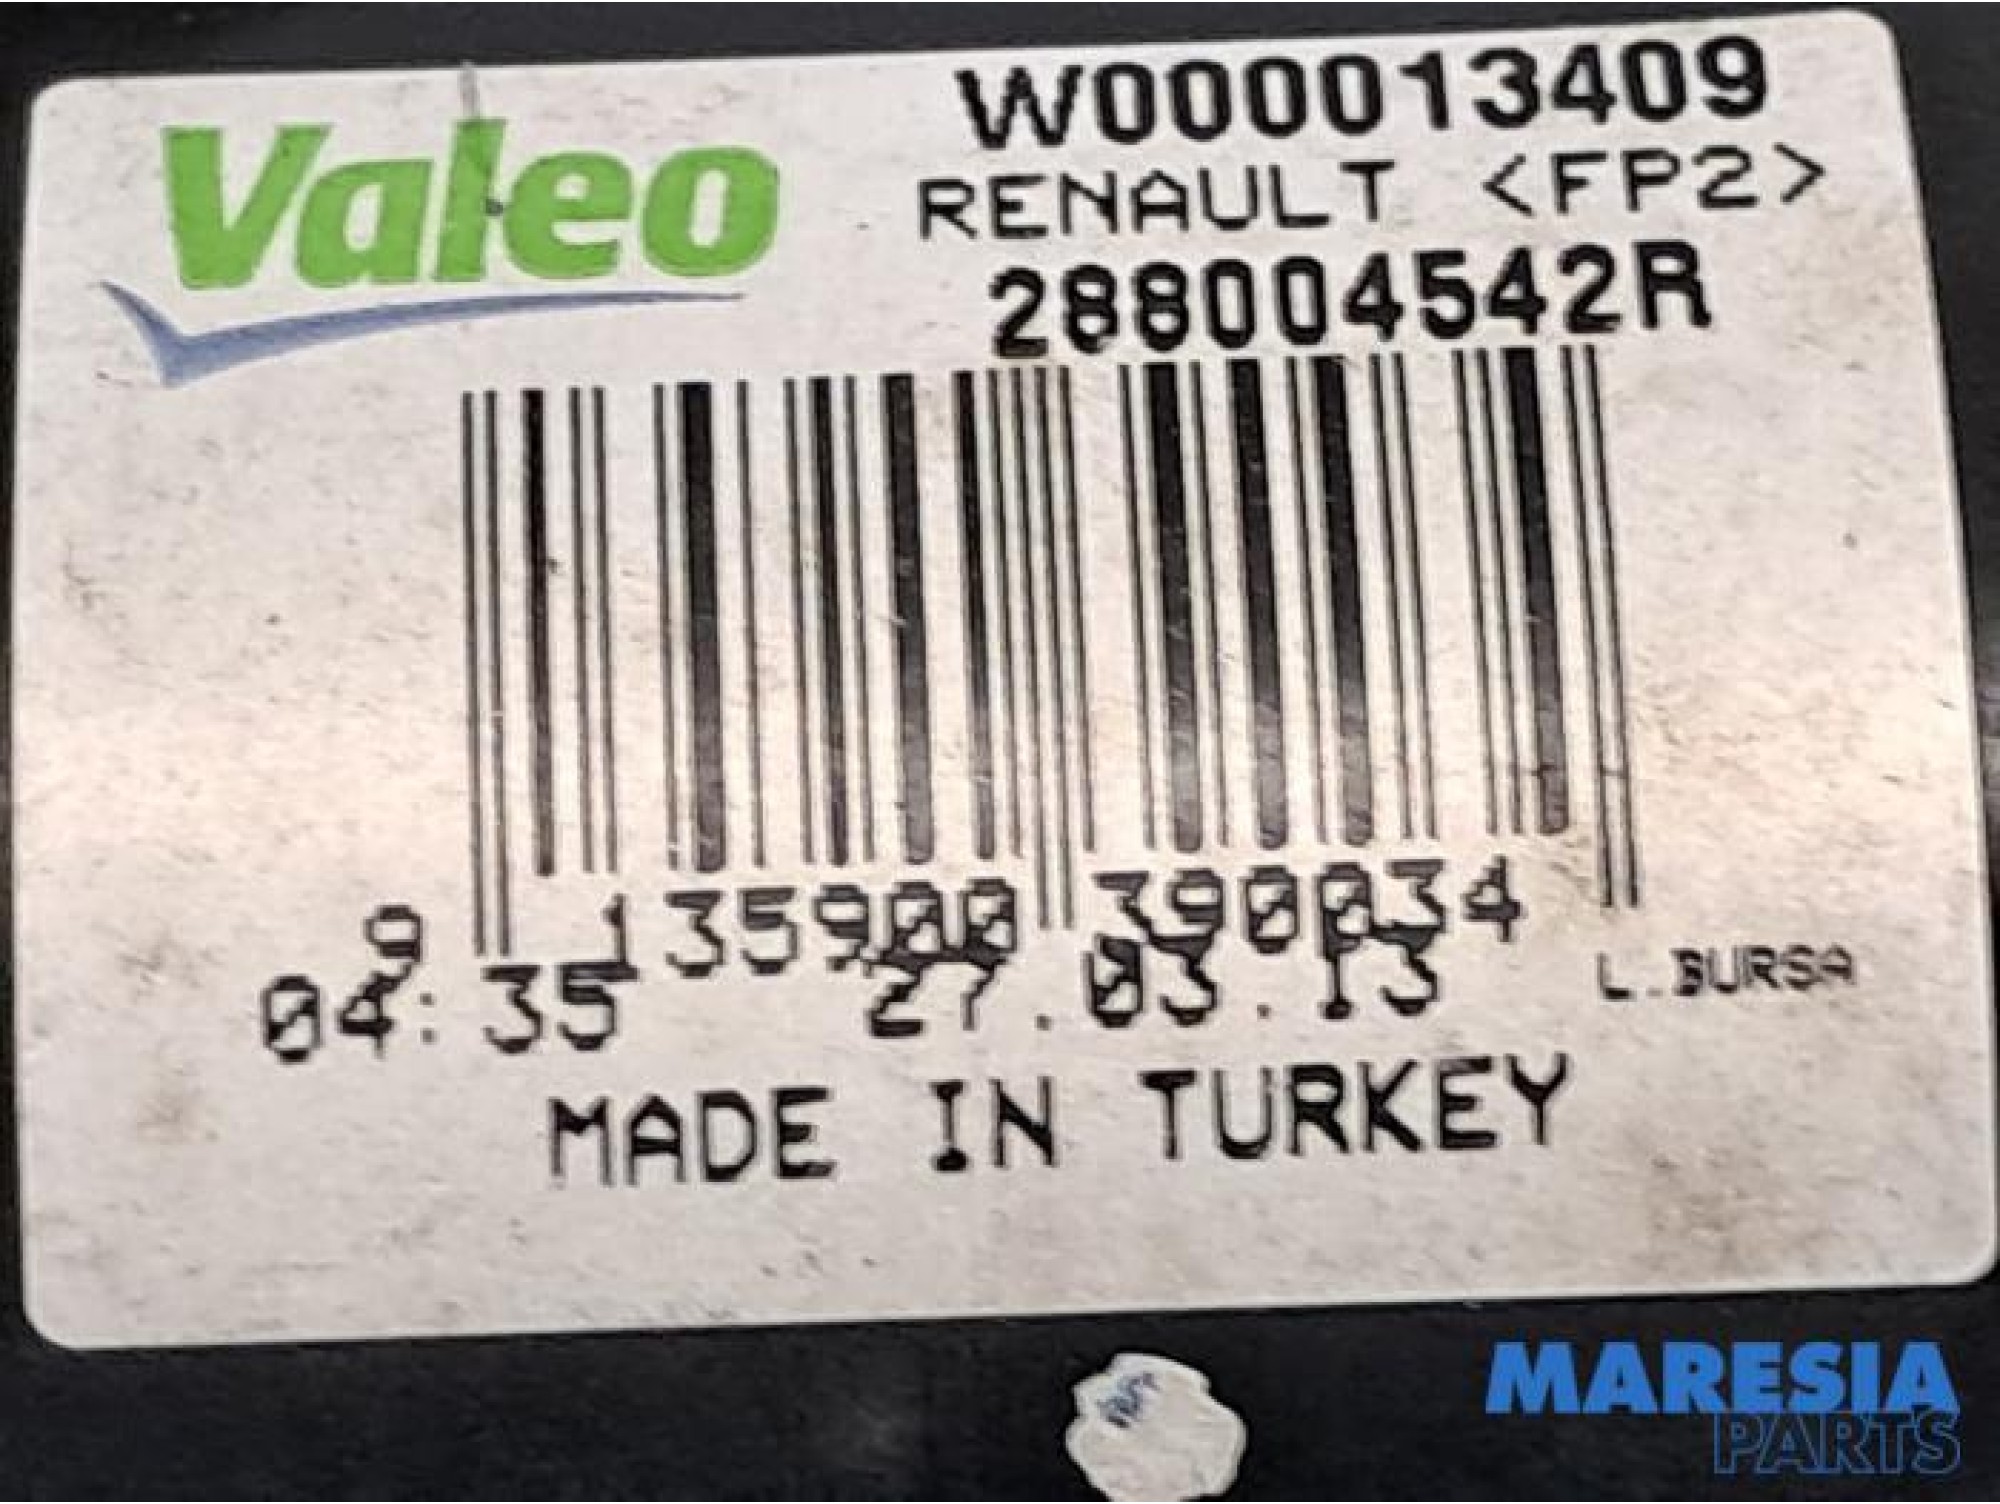 Valeo
W000013409
RENAULT <FP2>
288004542R
9 135900 390034
04:35 27.03.13
L.BURSA
MADE IN TURKEY
MARESIA
PARTS